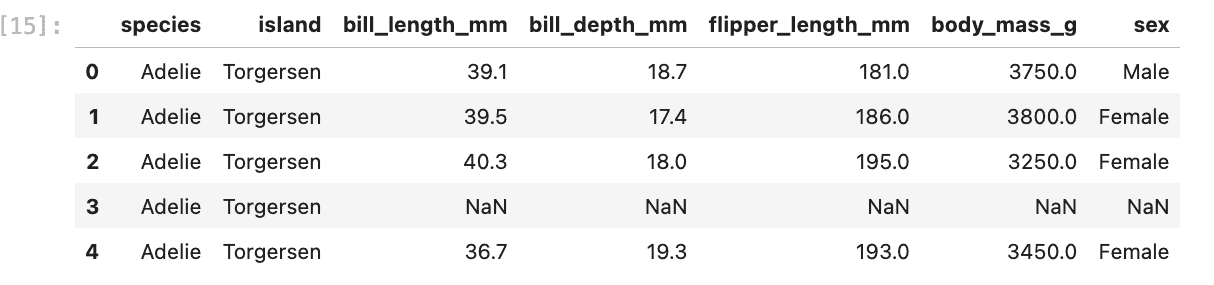 [15]: species island bill_length_mm bill_depth_mm flipper_length_mm body_mass_g sex
0 Adelie Torgersen 39.1 18.7 181.0 3750.0 Male
1 Adelie Torgersen 39.5 17.4 186.0 3800.0 Female
2 Adelie Torgersen 40.3 18.0 195.0 3250.0 Female
3 Adelie Torgersen NaN NaN NaN NaN NaN
4 Adelie Torgersen 36.7 19.3 193.0 3450.0 Female